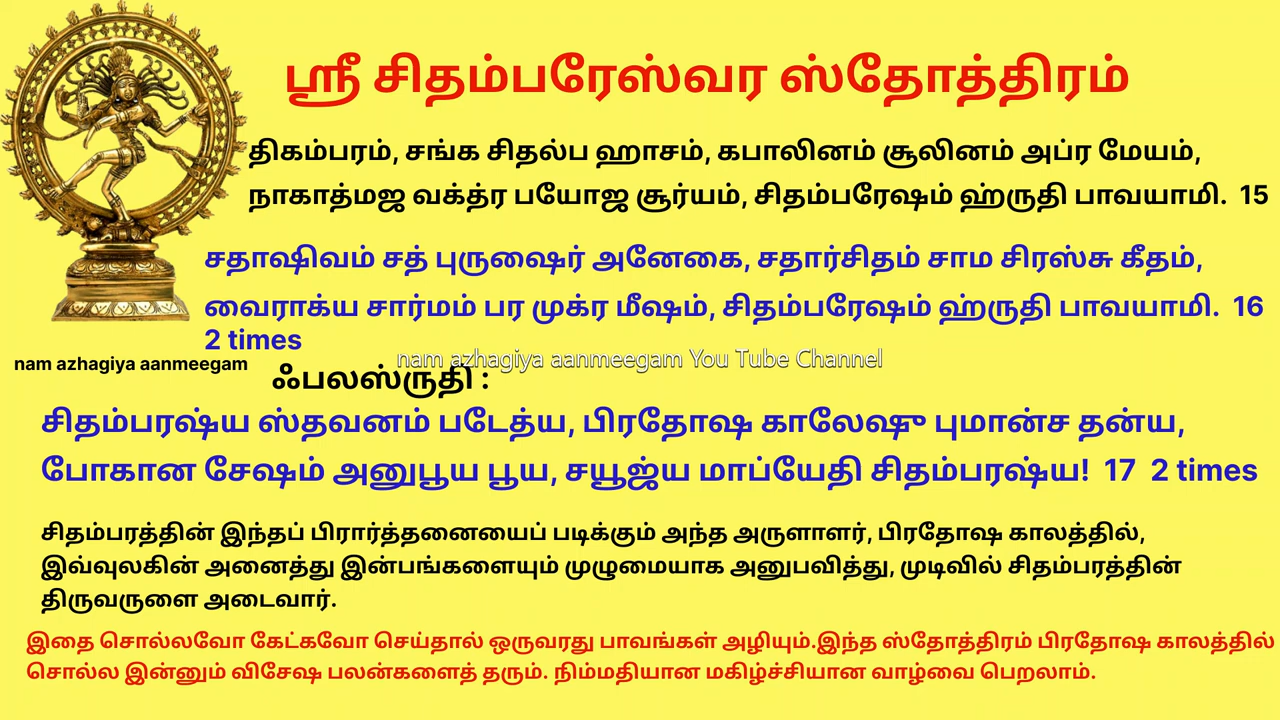 ஸ்ரீ சிதம்பரேஸ்வர ஸ்தோத்திரம்
திகம்பரம், சங்க சிதல்ப ஹாசம், கபாலினம் சூலினம் அப்ர மேயம்,
நாகாத்மஜ வக்த்ர பயோஜ சூர்யம், சிதம்பரேஷம் ஹ்ருதி பாவயாமி. 15
சதாஷிவம் சத் புருஷைர் அனேகை, சதார்சிதம் சாம சிரஸ்சு கீதம்,
வைராக்ய சார்மம் பர முக்ர மீஷம், சிதம்பரேஷம் ஹ்ருதி பாவயாமி. 16
2 times
nam azhagiya aanmeegam
nam azhagiya aanmeegam You Tube Channel
ஃபலஸ்ருதி :
சிதம்பரஷ்ய ஸ்தவனம் படேத்ய, பிரதோஷ காலேஷு புமான்ச தன்ய,
போகான சேஷம் அனுபூய பூய, சயூஜ்ய மாப்யேதி சிதம்பரஷ்ய! 17 2 times
சிதம்பரத்தின் இந்தப் பிரார்த்தனையைப் படிக்கும் அந்த அருளாளர், பிரதோஷ காலத்தில்,
இவ்வுலகின் அனைத்து இன்பங்களையும் முழுமையாக அனுபவித்து, முடிவில் சிதம்பரத்தின்
திருவருளை அடைவார்.
இதை சொல்லவோ கேட்கவோ செய்தால் ஒருவரது பாவங்கள் அழியும்.இந்த ஸ்தோத்திரம் பிரதோஷ காலத்தில்
சொல்ல இன்னும் விசேஷ பலன்களைத் தரும். நிம்மதியான மகிழ்ச்சியான வாழ்வை பெறலாம்.